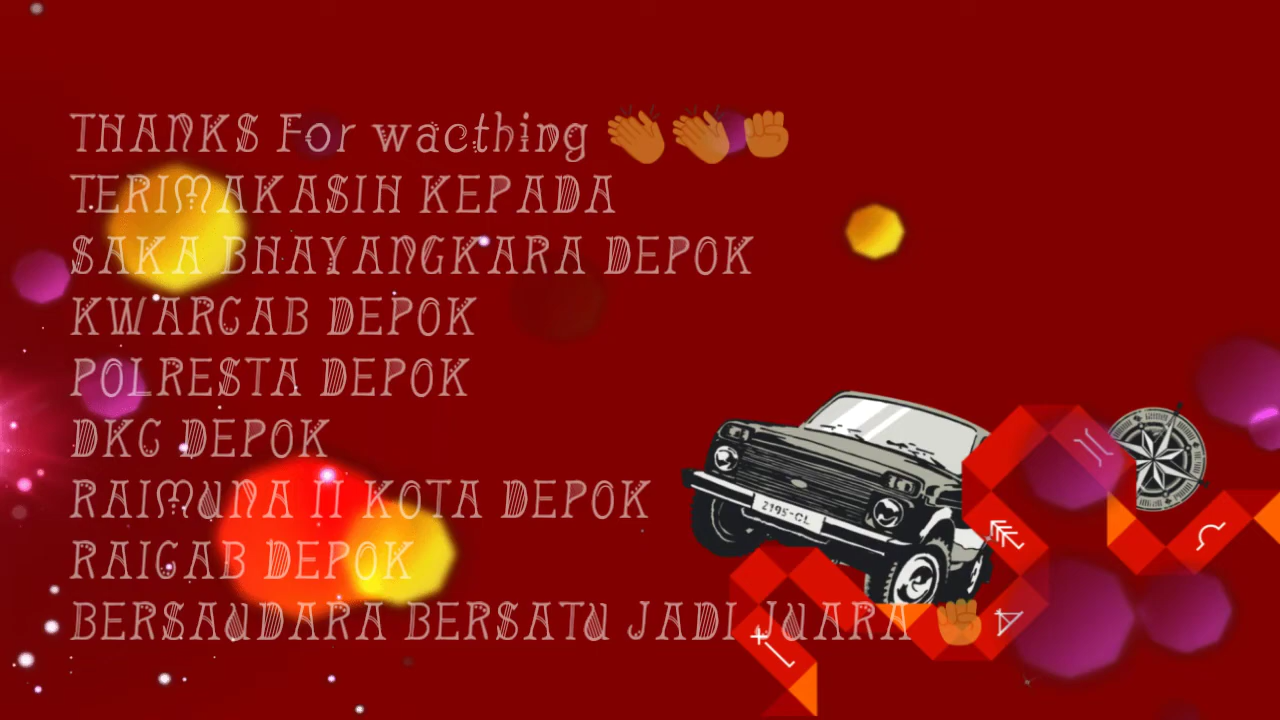 THANKS For wacthing 👏👏✊
TERIMAKASIH KEPADA
SAKA BHAYANGKARA DEPOK
KWARCAB DEPOK
POLRESTA DEPOK
DKC DEPOK
RAIMUNA II KOTA DEPOK
RAICAB DEPOK
BERSAUDARA BERSATU JADI JUARA ✊
2195-GL